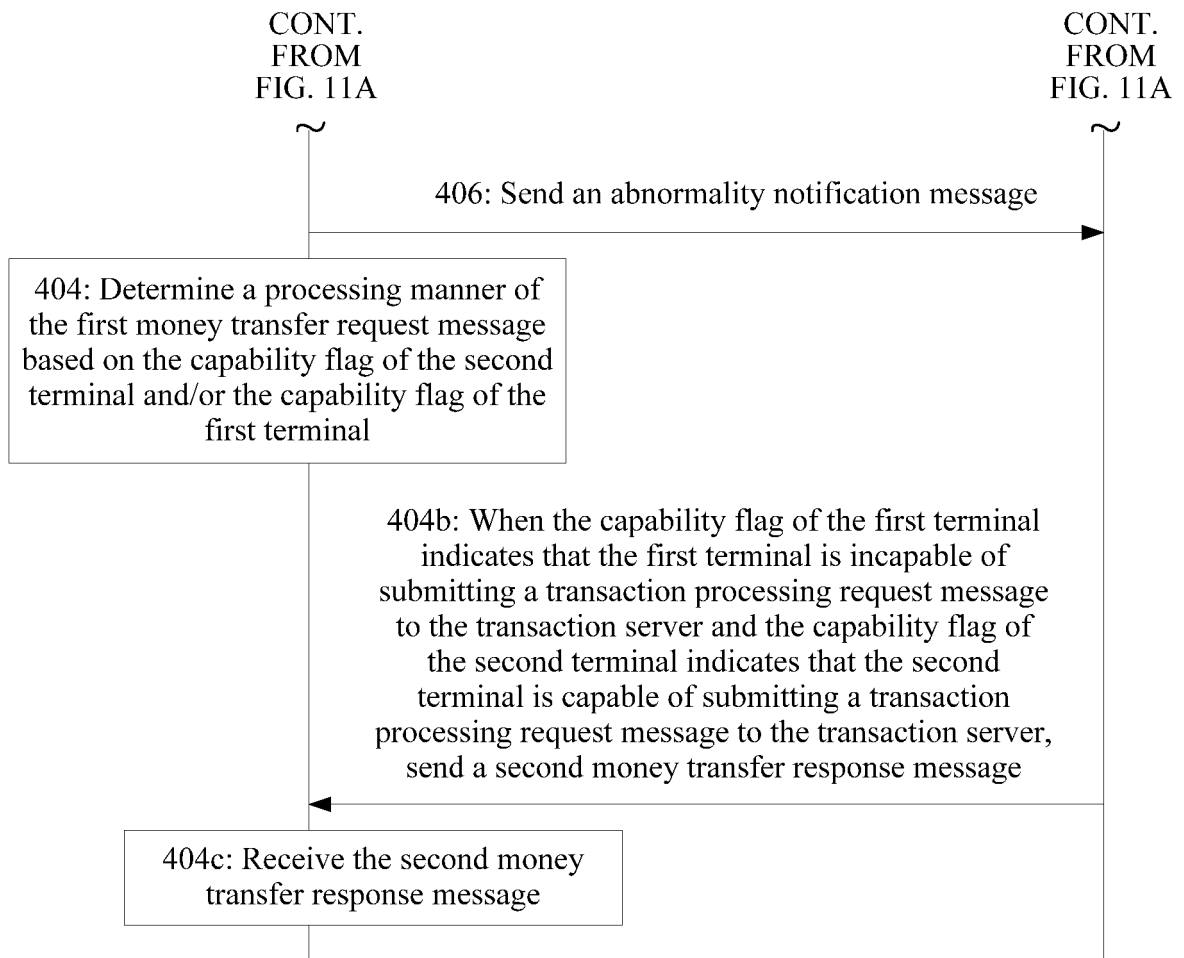 CONT.
FROM
FIG. 11A
CONT.
FROM
FIG. 11A
406: Send an abnormality notification message
404: Determine a processing manner of
the first money transfer request message
based on the capability flag of the second
terminal and/or the capability flag of the
first terminal
404b: When the capability flag of the first terminal
indicates that the first terminal is incapable of
submitting a transaction processing request message
to the transaction server and the capability flag of
the second terminal indicates that the second
terminal is capable of submitting a transaction
processing request message to the transaction server,
send a second money transfer response message
404c: Receive the second money
transfer response message